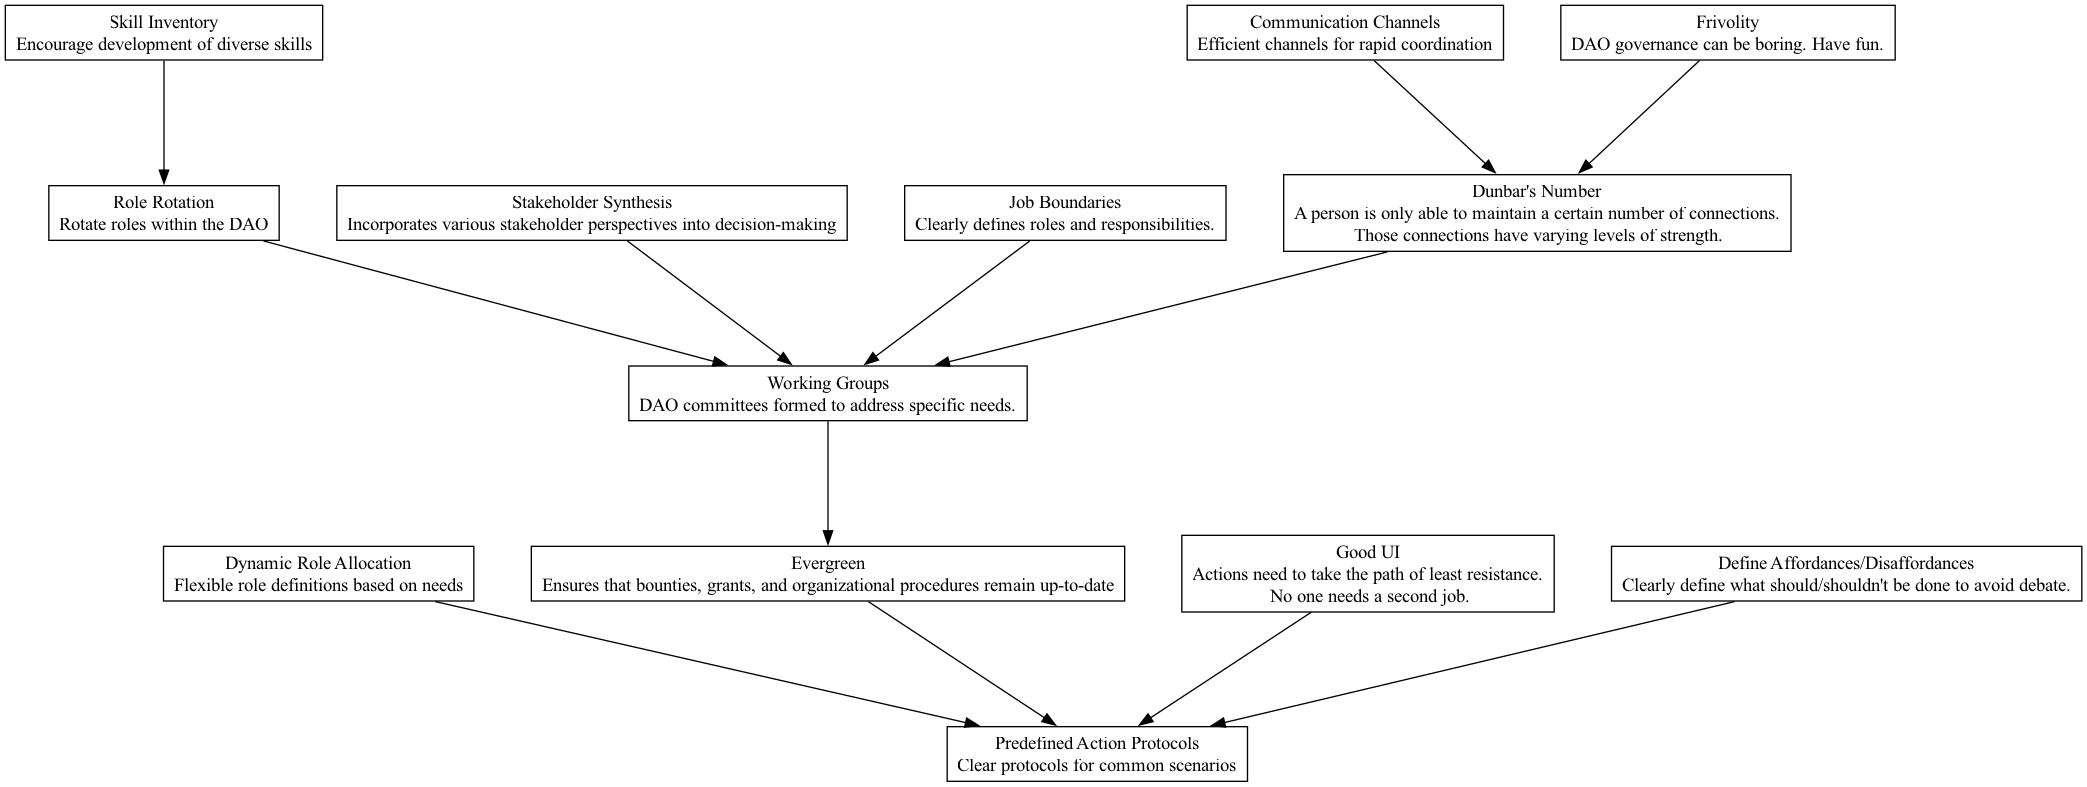 Skill Inventory
Encourage development of diverse skills
Communication Channels
Efficient channels for rapid coordination
Frivolity
DAO governance can be boring. Have fun.
Role Rotation
Rotate roles within the DAO
Stakeholder Synthesis
Incorporates various stakeholder perspectives into decision-making
Job Boundaries
Clearly defines roles and responsibilities.
Dunbar's Number
A person is only able to maintain a certain number of connections.
Those connections have varying levels of strength.
Working Groups
DAO committees formed to address specific needs.
Dynamic Role Allocation
Flexible role definitions based on needs
Evergreen
Ensures that bounties, grants, and organizational procedures remain up-to-date
Good UI
Actions need to take the path of least resistance.
No one needs a second job.
Define Affordances/Disaffordances
Clearly define what should/shouldn't be done to avoid debate.
Predefined Action Protocols
Clear protocols for common scenarios